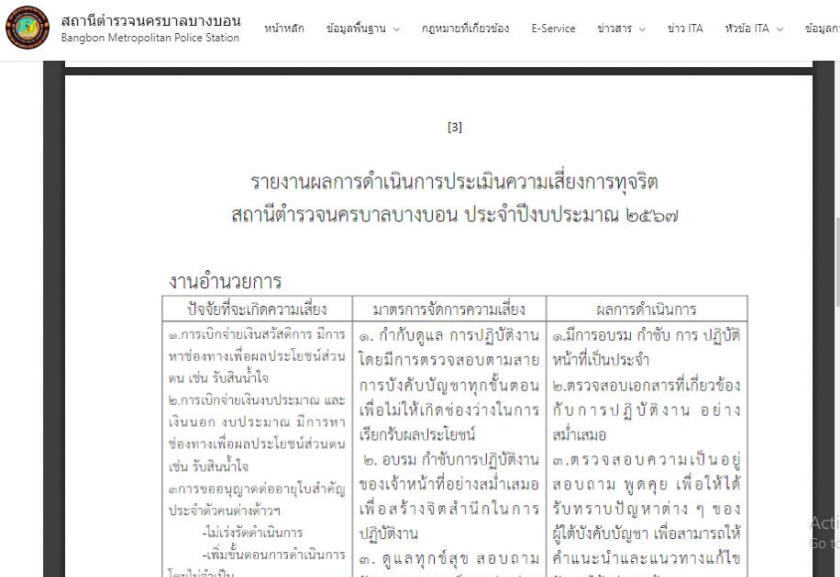 สถานีตำรวจนครบาลบางบอน
Bangbon Metropolitan Police Station
หน้าหลัก ข้อมูลพื้นฐาน กฎหมายที่เกี่ยวข้อง E-Service ข่าวสาร ข่าว ITA หัวข้อ ITA
[3]
รายงานผลการดำเนินการประเมินความเสี่ยงการทุจริต
สถานีตำรวจนครบาลบางบอน ประจำปีงบประมาณ ๒๕๖๗
งานอำนวยการ
ปัจจัยที่จะเกิดความเสี่ยง
๑.การเบิกจ่ายเงินสวัสดิการ มีการ
หาช่องทางเพื่อผลประโยชน์ส่วน
ตน เช่น รับสินน้ำใจ
๒.การเบิกจ่ายเงินงบประมาณ และ
เงินนอก งบประมาณ มีการหา
ช่องทางเพื่อผลประโยชน์ส่วนตน
เช่น รับสินน้ำใจ
๓การขออนุญาตต่ออายุใบสำคัญ
ประจำตัวคนต่างด้าวฯ
-ไม่เร่งรัดดำเนินการ
-เพิ่มขั้นตอนการดำเนินการ
โดยไม่จำเป็น
มาตรการจัดการความเสี่ยง
๑. กำกับดูแล การปฏิบัติงาน
โดยมีการตรวจสอบตามสาย
การบังคับบัญชาทุกขั้นตอน
เพื่อไม่ให้เกิดช่องว่างในการ
เรียกรับผลประโยชน์
๒. อบรม กำชับการปฏิบัติงาน
ของเจ้าหน้าที่อย่างสม่ำเสมอ
เพื่อสร้างจิตสำนึกในการ
ปฏิบัติงาน
๓. ดูแลทุกข์สุข สอบถาม
ผลการดำเนินการ
๑.มีการอบรม กำชับ การ ปฏิบัติ
หน้าที่เป็นประจำ
๒.ตรวจสอบเอกสารที่เกี่ยวข้อง
กับการปฏิบัติงาน อย่าง
สม่ำเสมอ
๓.ตรวจสอบความเป็นอยู่
สอบถาม พูดคุย เพื่อให้ได้
รับทราบปัญหาต่าง ๆ ของ
ผู้ใต้บังคับบัญชา เพื่อสามารถให้
คำแนะนำและแนวทางแก้ไข